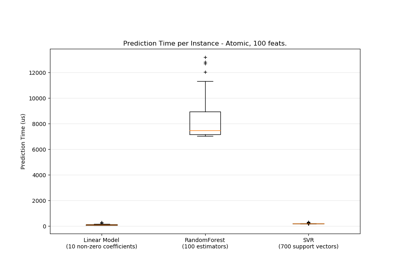 Prediction Time per Instance - Atomic, 100 feats.
Prediction Time (us)
12000
10000
8000
6000
4000
2000
0
Linear Model
(10 non-zero coefficients)
RandomForest
(100 estimators)
SVR
(700 support vectors)